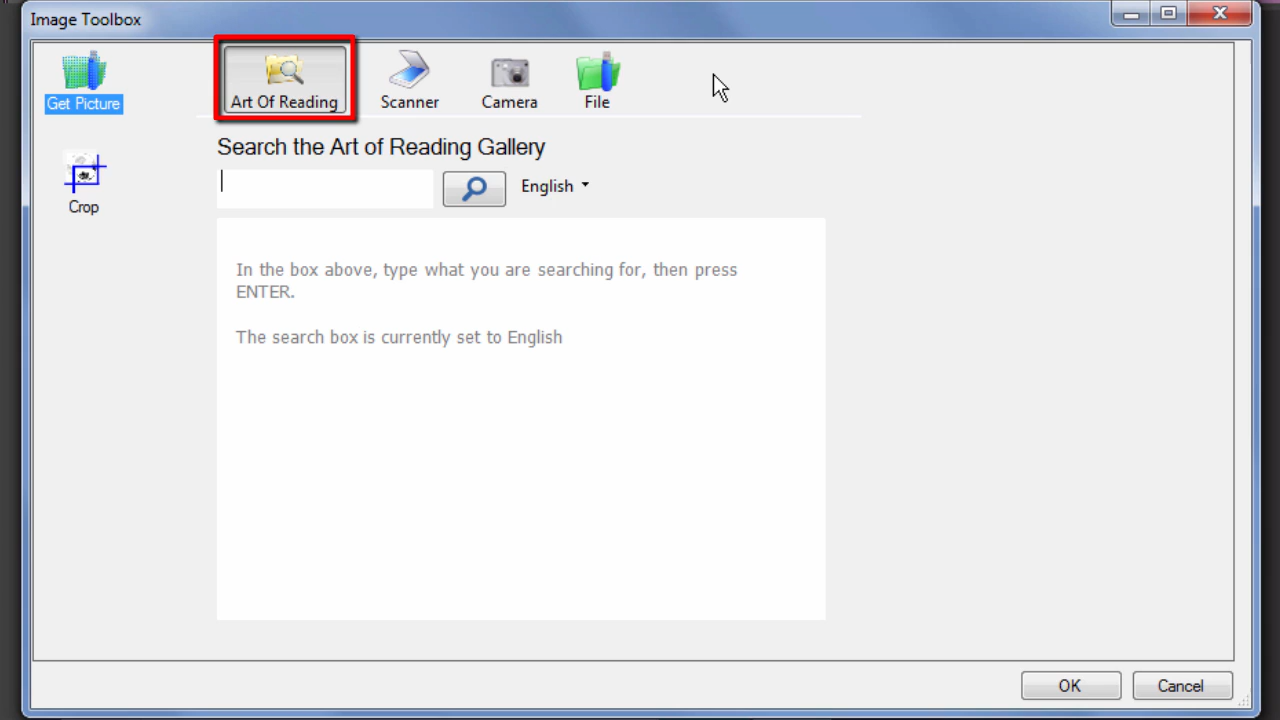 Image Toolbox
Get Picture
Crop
Art Of Reading
Scanner
Camera
File
Search the Art of Reading Gallery
English
In the box above, type what you are searching for, then press
ENTER.
The search box is currently set to English
OK
Cancel